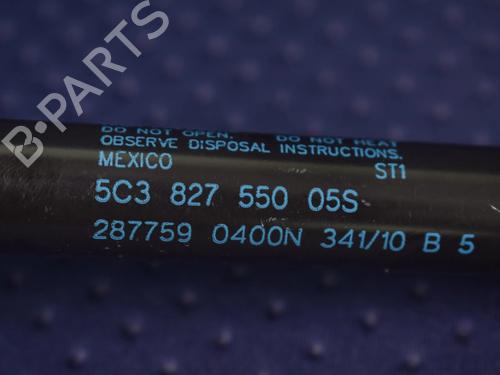 B-PARTS
DO NOT OPEN. DO NOT HEAT
OBSERVE DISPOSAL INSTRUCTIONS.
MEXICO ST1
5C3 827 550 05S
287759 0400N 341/10 B 5